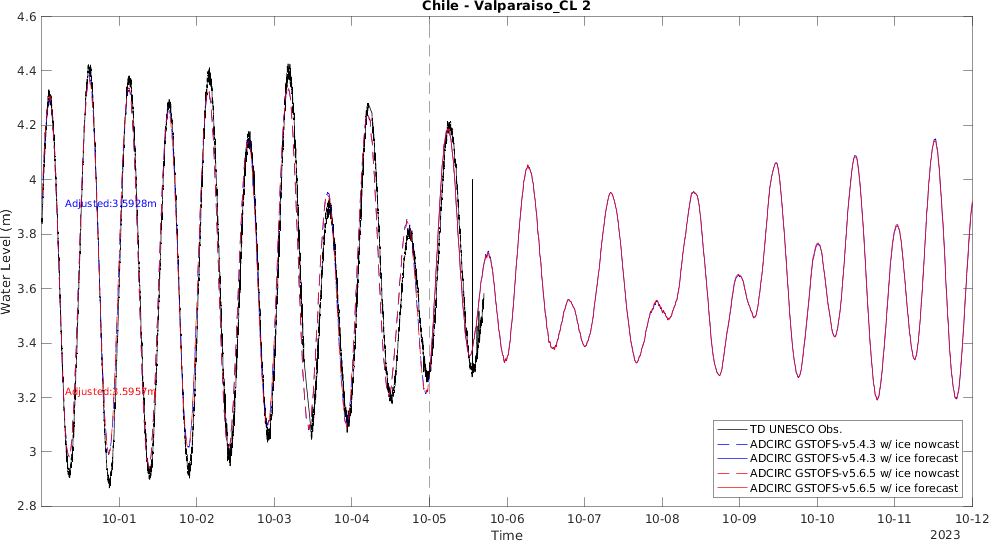 Chile - Valparaiso_CL 2
4.6
4.4
4.2
4
3.8
3.6
3.4
3.2
3
2.8
Water Level (m)
Adjusted:3.5928m
Adjusted:3.5957m
TD UNESCO Obs.
ADCIRC GSTOFS-v5.4.3 w/ ice nowcast
ADCIRC GSTOFS-v5.4.3 w/ ice forecast
ADCIRC GSTOFS-v5.6.5 w/ ice nowcast
ADCIRC GSTOFS-v5.6.5 w/ ice forecast
10-01 10-02 10-03 10-04 10-05 10-06 10-07 10-08 10-09 10-10 10-11 10-12
Time
2023